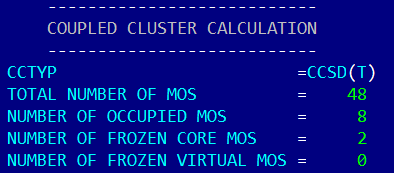 ----------------------------
COUPLED CLUSTER CALCULATION
----------------------------
CCTYP =CCSD(T)
TOTAL NUMBER OF MOS = 48
NUMBER OF OCCUPIED MOS = 8
NUMBER OF FROZEN CORE MOS = 2
NUMBER OF FROZEN VIRTUAL MOS = 0